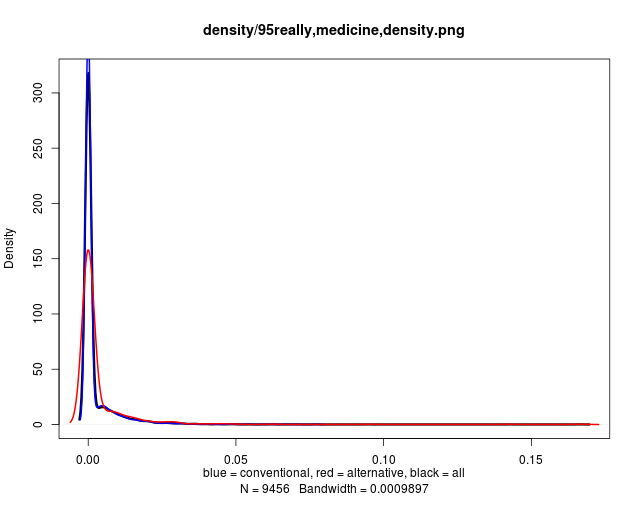 density/95really,medicine,density.png
Density
300
250
200
150
100
50
0
0.00 0.05 0.10 0.15
blue = conventional, red = alternative, black = all
N = 9456 Bandwidth = 0.0009897